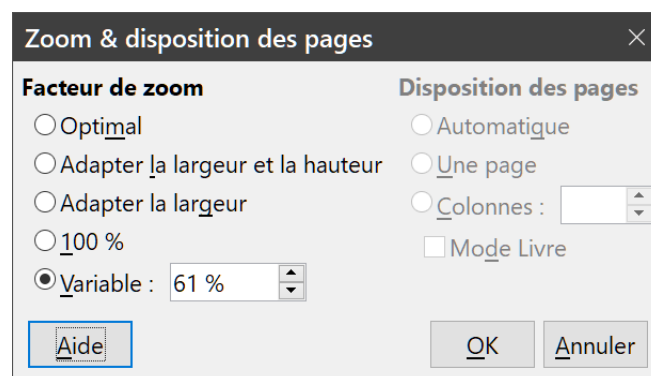 Zoom & disposition des pages
Facteur de zoom
Optimal
Adapter la largeur et la hauteur
Adapter la largeur
100 %
Variable : 61 %
Disposition des pages
Automatique
Une page
Colonnes :
Mode Livre
Aide
OK
Annuler